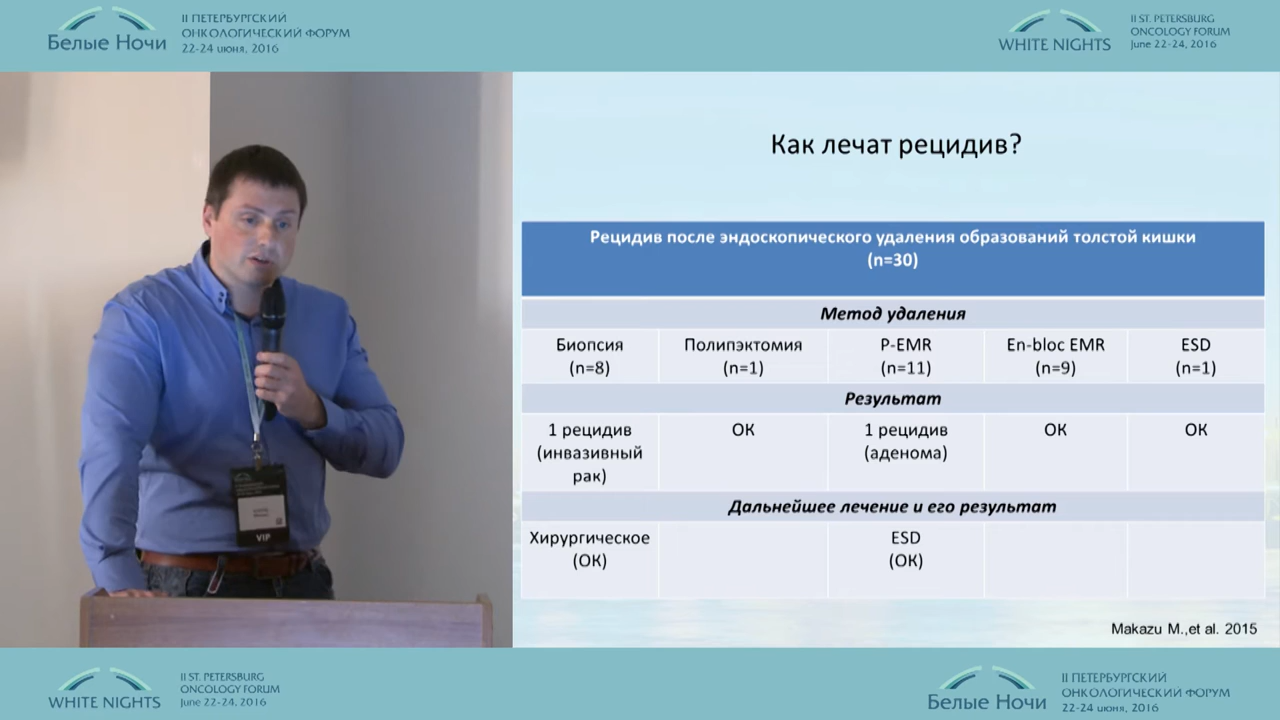 Белые Ночи
II ПЕТЕРБУРГСКИЙ
ОНКОЛОГИЧЕСКИЙ ФОРУМ
22-24 июня, 2016
WHITE NIGHTS
II ST. PETERSBURG
ONCOLOGY FORUM
June 22-24, 2016
Как лечат рецидив?
Рецидив после эндоскопического удаления образований толстой кишки
(n=30)
Метод удаления
Биопсия
(n=8)
Полипэктомия
(n=1)
P-EMR
(n=11)
En-bloc EMR
(n=9)
ESD
(n=1)
Результат
1 рецидив
(инвазивный
рак)
ОК
1 рецидив
(аденома)
ОК
ОК
Дальнейшее лечение и его результат
Хирургическое
(ОК)
ESD
(ОК)
Makazu M.,et al. 2015
VIP
WHITE NIGHTS
II ST. PETERSBURG
ONCOLOGY FORUM
June 22-24, 2016
Белые Ночи
II ПЕТЕРБУРГСКИЙ
ОНКОЛОГИЧЕСКИЙ ФОРУМ
22-24 июня, 2016